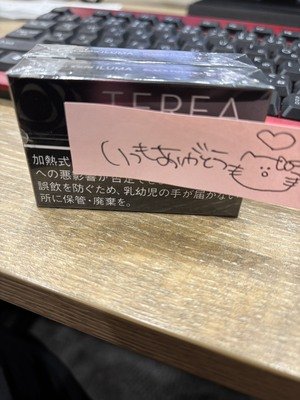 TEREA
いつもありがとう
加熱式
への悪影響が否定
誤飲を防ぐため、乳幼児の手が届かない
所に保管・廃棄を。